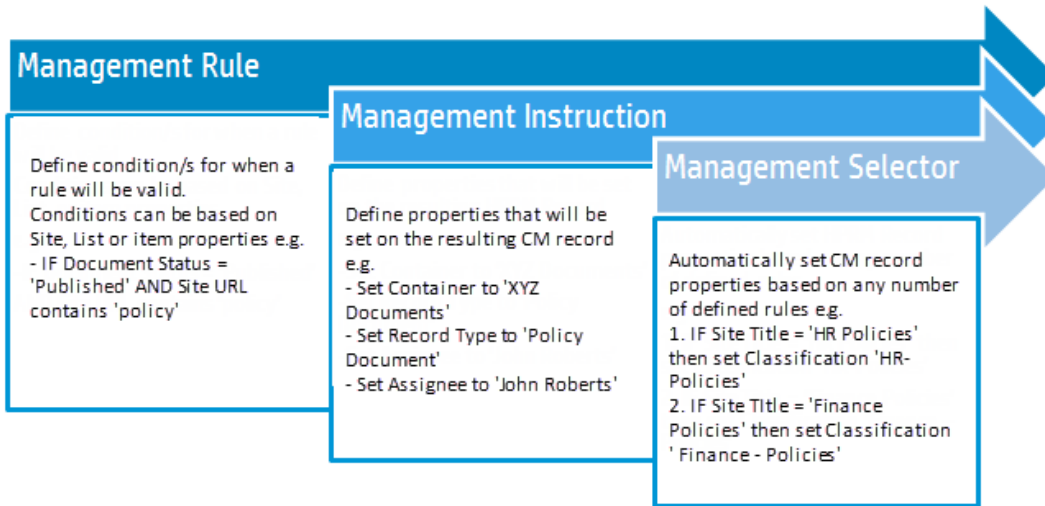 Management Rule
Define condition/s for when a
rule will be valid.
Conditions can be based on
Site, List or item properties e.g.
- IF Document Status =
'Published' AND Site URL
contains 'policy'
Management Instruction
Define properties that will be
set on the resulting CM record
e.g.
- Set Container to 'XYZ
Documents'
- Set Record Type to 'Policy
Document'
- Set Assignee to 'John Roberts'
Management Selector
Automatically set CM record
properties based on any number
of defined rules e.g.
1. IF Site Title = 'HR Policies'
then set Classification 'HR-
Policies'
2. IF Site TItle = 'Finance
Policies' then set Classification
' Finance - Policies'